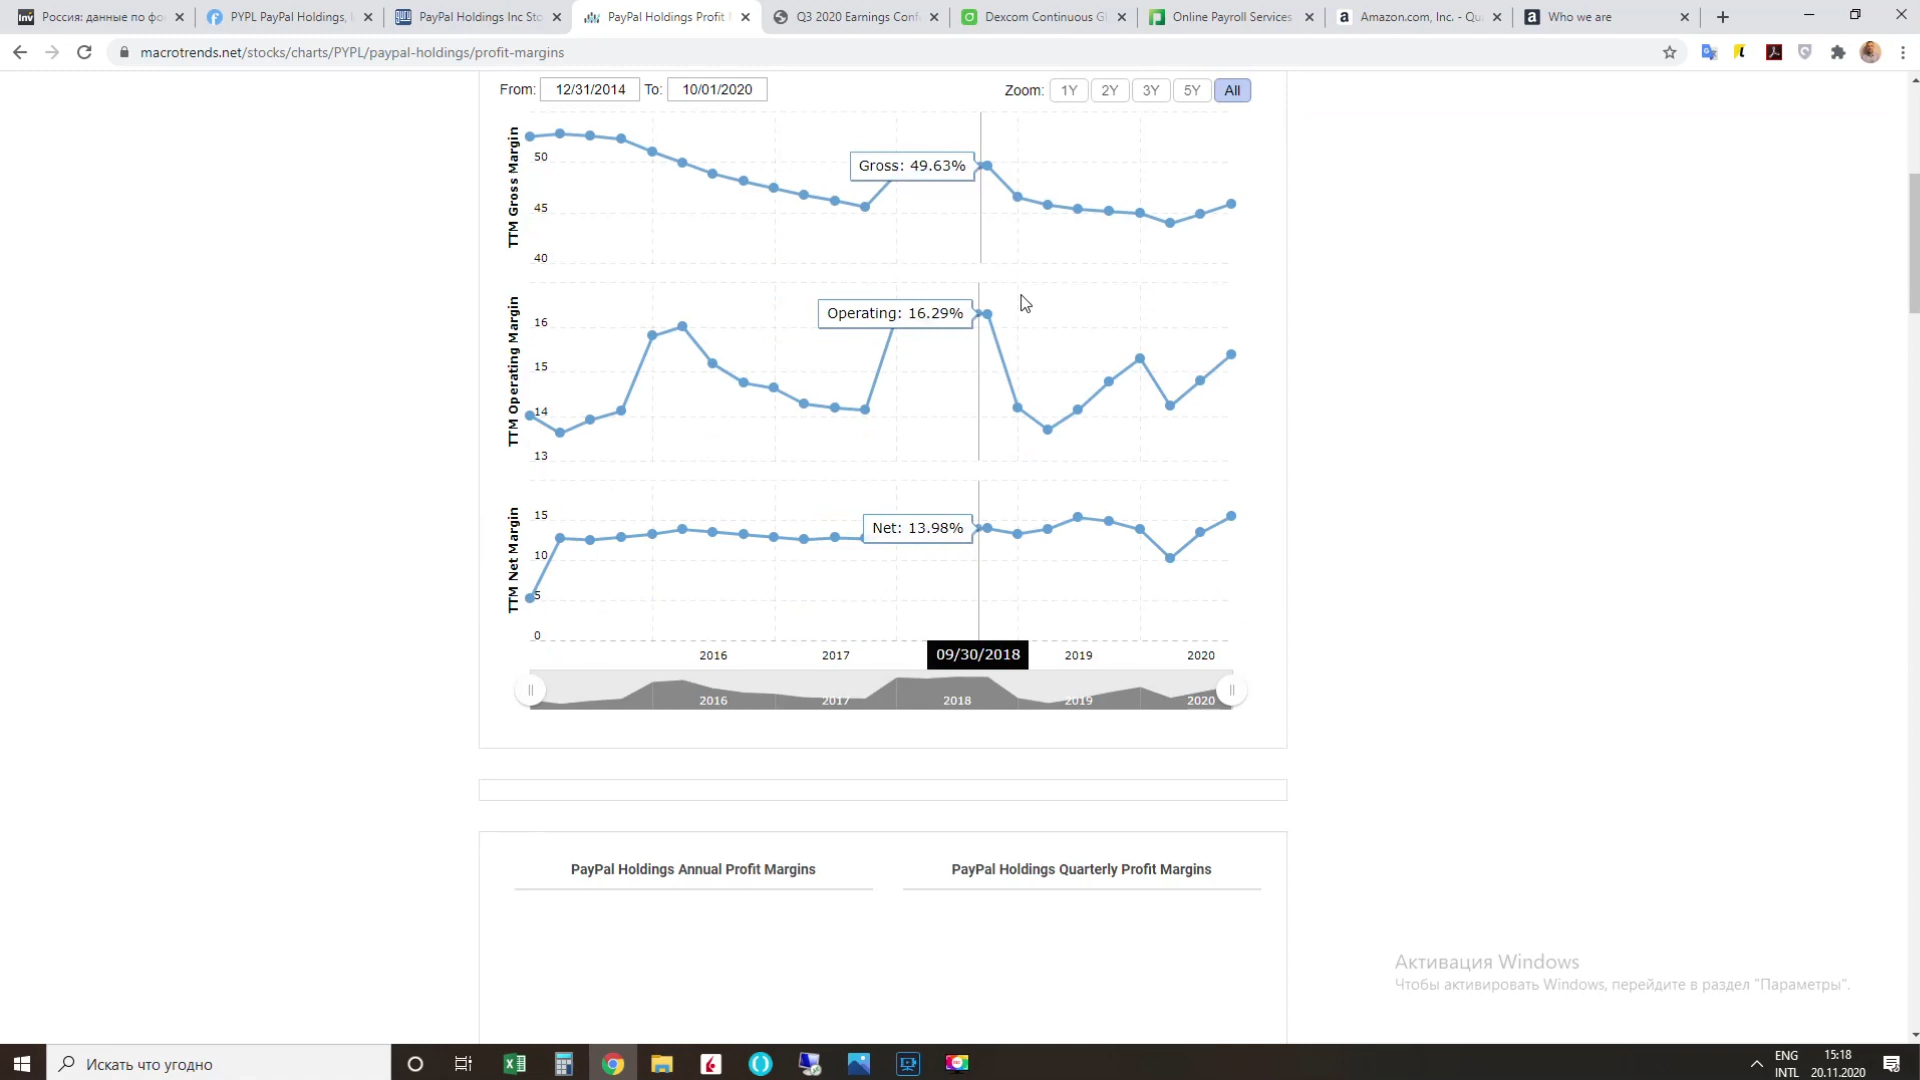 Россия: данные по фо
PYPL PayPal Holdings, I
PayPal Holdings Inc Sto
PayPal Holdings Profit
Q3 2020 Earnings Conf
Dexcom Continuous Gl
Online Payroll Services
Amazon.com, Inc. - Qu
Who we are
macrotrends.net/stocks/charts/PYPL/paypal-holdings/profit-margins
From: 12/31/2014 To: 10/01/2020
Zoom: 1Y 2Y 3Y 5Y All
TTM Gross Margin
50
45
40
Gross: 49.63%
TTM Operating Margin
16
15
14
13
Operating: 16.29%
TTM Net Margin
15
10
5
0
Net: 13.98%
2016 2017 09/30/2018 2019 2020
2016 2017 2018 2019 2020
PayPal Holdings Annual Profit Margins
PayPal Holdings Quarterly Profit Margins
Активация Windows
Чтобы активировать Windows, перейдите в раздел "Параметры".
Искать что угодно
ENG
INTL
15:18
20.11.2020